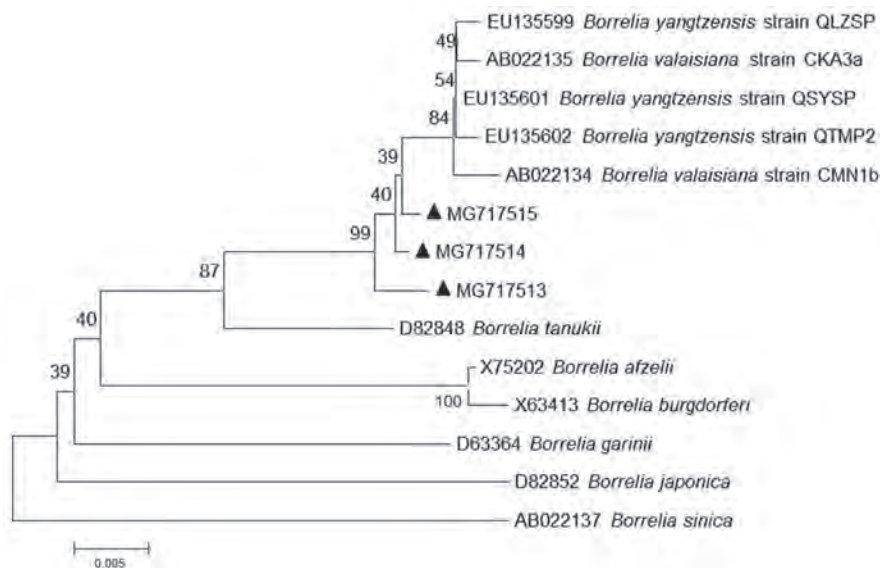 EU135599 Borrelia yangtzensis strain QLZSP
49
AB022135 Borrelia valaisiana strain CKA3a
54
EU135601 Borrelia yangtzensis strain QSYSP
84
EU135602 Borrelia yangtzensis strain QTMP2
39
AB022134 Borrelia valaisiana strain CMN1b
40
MG717515
99
MG717514
87
MG717513
40
D82848 Borrelia tanukii
39
X75202 Borrelia afzelii
100
X63413 Borrelia burgdorferi
D63364 Borrelia garinii
D82852 Borrelia japonica
AB022137 Borrelia sinica
0.005